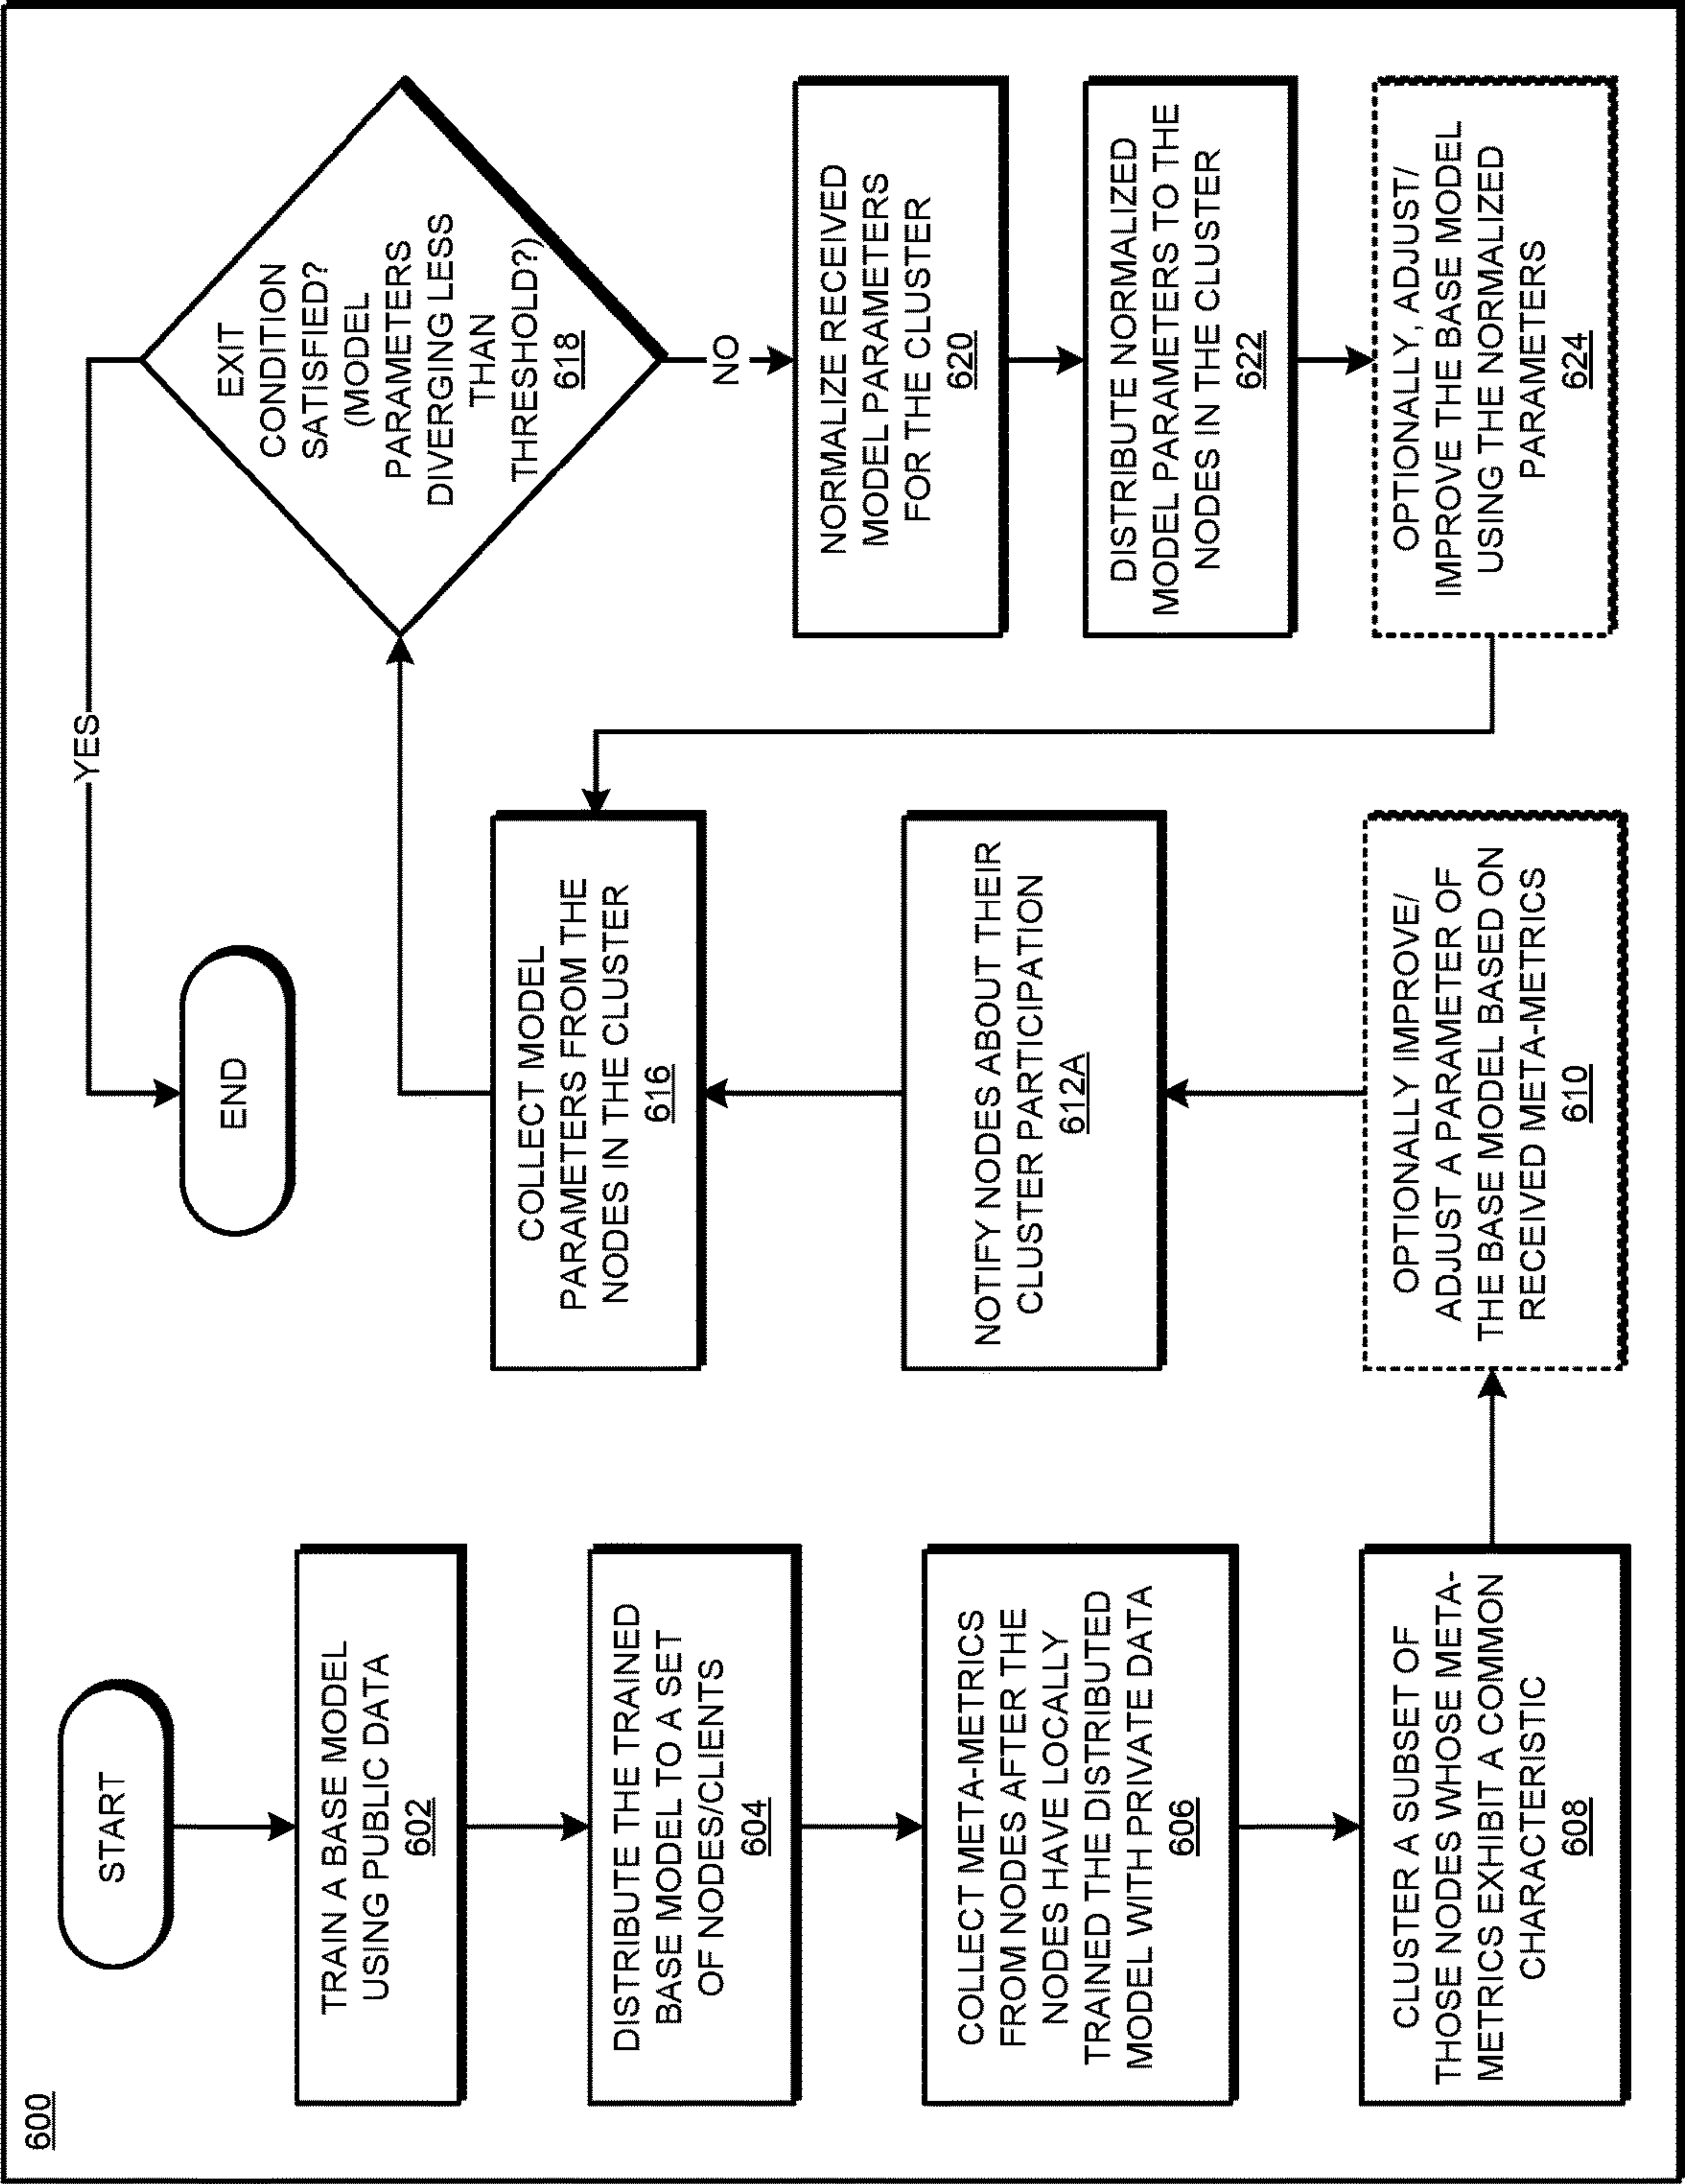 600
START
TRAIN A BASE MODEL
USING PUBLIC DATA
602
DISTRIBUTE THE TRAINED
BASE MODEL TO A SET
OF NODES/CLIENTS
604
COLLECT META-METRICS
FROM NODES AFTER THE
NODES HAVE LOCALLY
TRAINED THE DISTRIBUTED
MODEL WITH PRIVATE DATA
606
CLUSTER A SUBSET OF
THOSE NODES WHOSE META-
METRICS EXHIBIT A COMMON
CHARACTERISTIC
608
OPTIONALLY IMPROVE/
ADJUST A PARAMETER OF
THE BASE MODEL BASED ON
RECEIVED META-METRICS
610
NOTIFY NODES ABOUT THEIR
CLUSTER PARTICIPATION
612A
COLLECT MODEL
PARAMETERS FROM THE
NODES IN THE CLUSTER
616
EXIT
CONDITION
SATISFIED?
(MODEL
PARAMETERS
DIVERGING LESS
THAN
THRESHOLD?)
618
YES
END
NO
NORMALIZE RECEIVED
MODEL PARAMETERS
FOR THE CLUSTER
620
DISTRIBUTE NORMALIZED
MODEL PARAMETERS TO THE
NODES IN THE CLUSTER
622
OPTIONALLY, ADJUST/
IMPROVE THE BASE MODEL
USING THE NORMALIZED
PARAMETERS
624